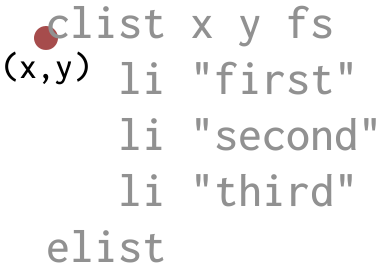 clist x y fs
(x,y)
li "first"
li "second"
li "third"
elist